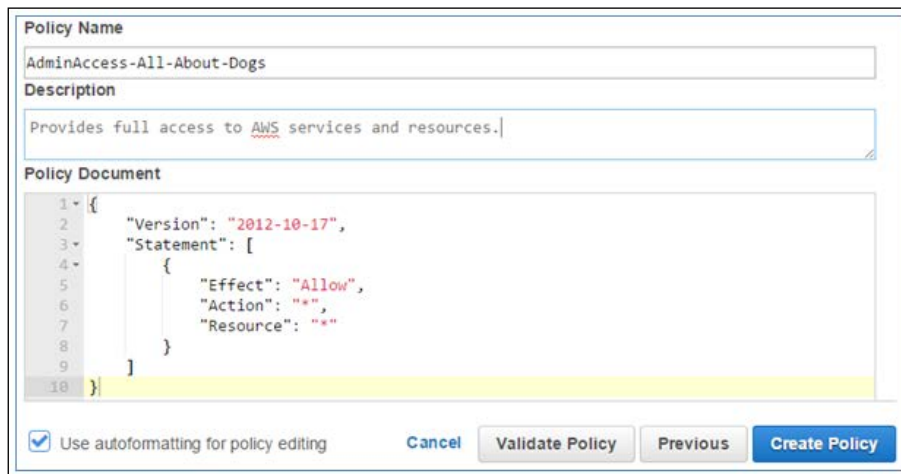 Policy Name
AdminAccess-All-About-Dogs
Description
Provides full access to AWS services and resources.
Policy Document
1 {
2 "Version": "2012-10-17",
3 "Statement": [
4 {
5 "Effect": "Allow",
6 "Action": "*",
7 "Resource": "*"
8 }
9 ]
10 }
Use autoformatting for policy editing Cancel Validate Policy Previous Create Policy